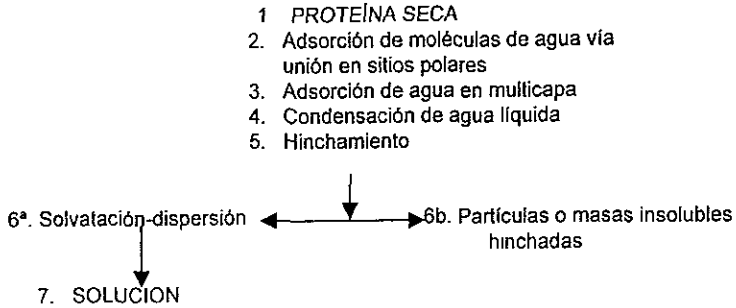 1 PROTEÍNA SECA
2. Adsorción de moléculas de agua vía
unión en sitios polares
3. Adsorción de agua en multicapa
4. Condensación de agua líquida
5. Hinchamiento
6ª. Solvatación-dispersión
6b. Partículas o masas insolubles
hinchadas
7. SOLUCION